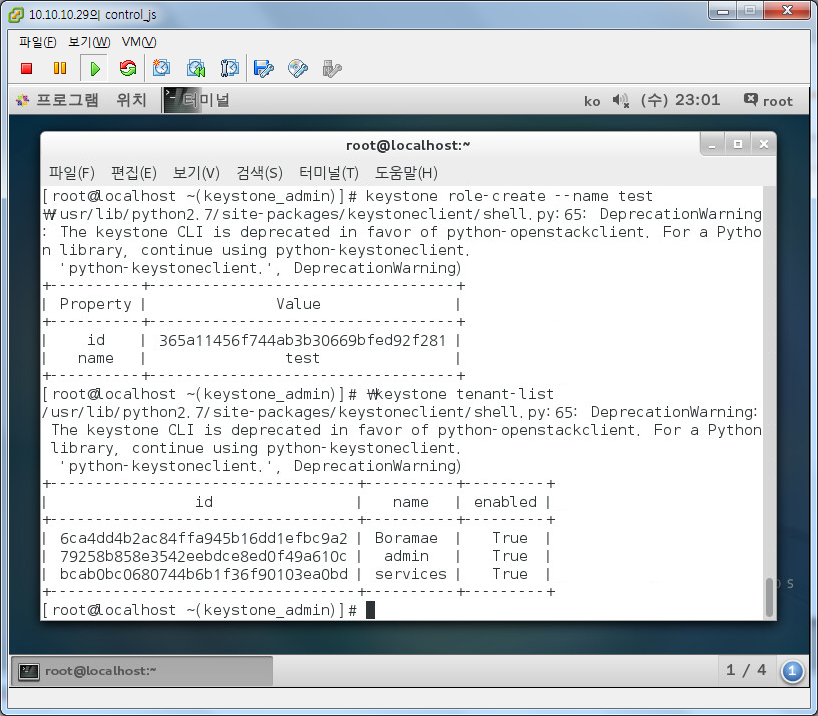 10.10.10.29의 control_js
파일(F) 보기(W) VM(V)
프로그램 위치 터미널 ko (수) 23:01 root
root@localhost:~
파일(F) 편집(E) 보기(V) 검색(S) 터미널(T) 도움말(H)
[root@localhost ~(keystone_admin)]# keystone role-create --name test
₩/usr/lib/python2.7/site-packages/keystoneclient/shell.py:65: DeprecationWarning
: The keystone CLI is deprecated in favor of python-openstackclient. For a Pytho
n library, continue using python-keystoneclient.
  'python-keystoneclient.', DeprecationWarning)
+----------+----------------------------------+
| Property |              Value               |
+----------+----------------------------------+
|    id    | 365a11456f744ab3b30669bfed92f281 |
|   name   |               test               |
+----------+----------------------------------+
[root@localhost ~(keystone_admin)]# ₩keystone tenant-list
/usr/lib/python2.7/site-packages/keystoneclient/shell.py:65: DeprecationWarning:
 The keystone CLI is deprecated in favor of python-openstackclient. For a Python
 library, continue using python-keystoneclient.
  'python-keystoneclient.', DeprecationWarning)
+----------------------------------+----------+---------+
|                id                |   name   | enabled |
+----------------------------------+----------+---------+
| 6ca4dd4b2ac84ffa945b16dd1efbc9a2 | Boramae  |   True  |
| 79258b858e3542eebdce8ed0f49a610c |  admin   |   True  |
| bcab0bc0680744b6b1f36f90103ea0bd | services |   True  |
+----------------------------------+----------+---------+
[root@localhost ~(keystone_admin)]#
root@localhost:~ 1 / 4 1